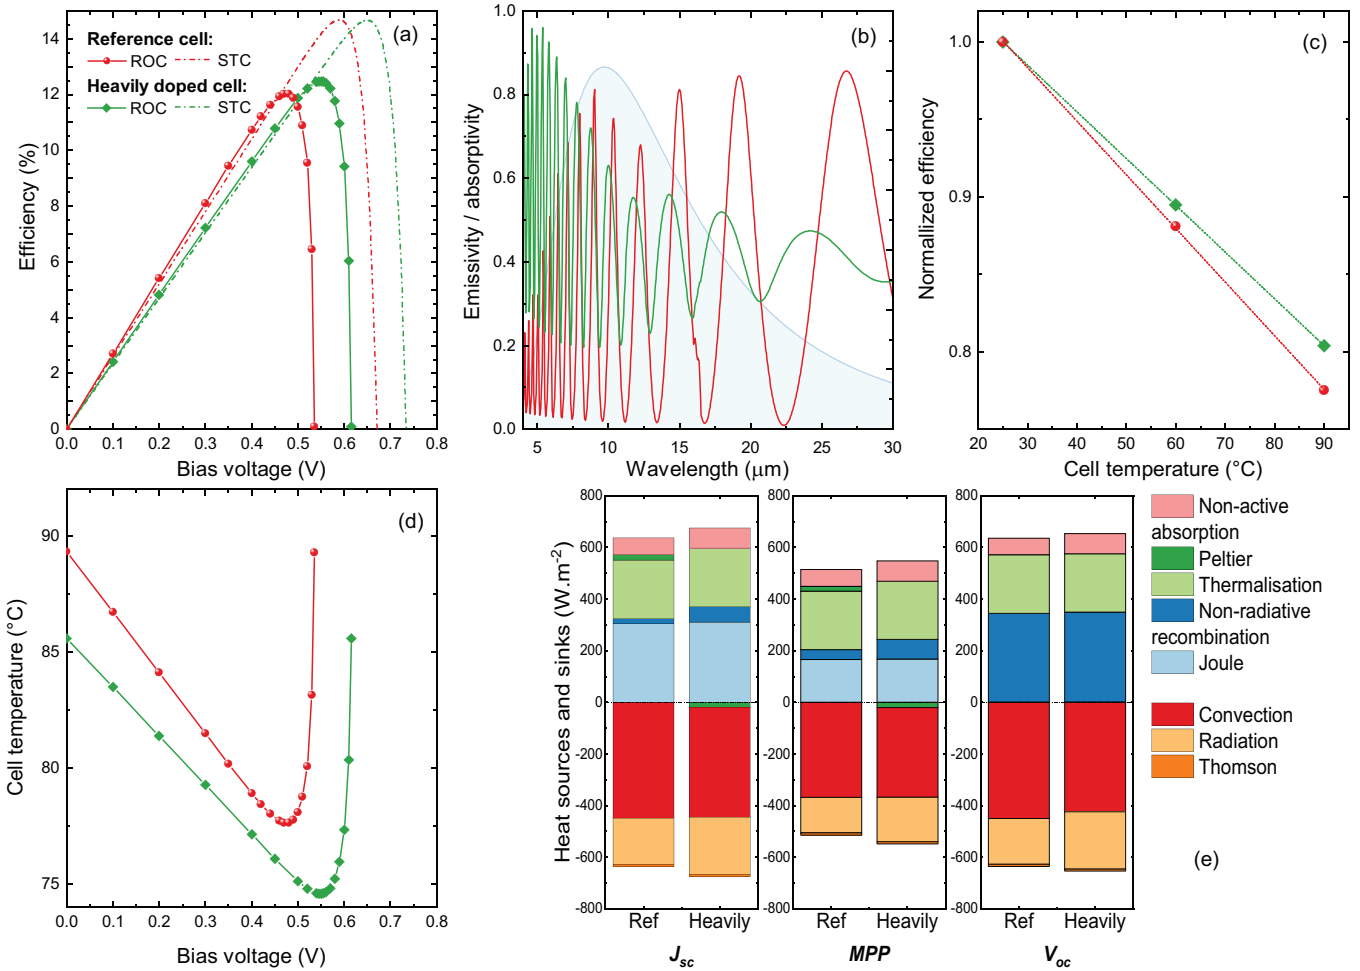 (a)
Reference cell:
ROC STC
Heavily doped cell:
ROC STC
14
12
10
8
6
4
2
0
Efficiency (%)
0.0 0.1 0.2 0.3 0.4 0.5 0.6 0.7 0.8
Bias voltage (V)
(b)
1.0
0.8
0.6
0.4
0.2
0.0
Emissivity / absorptivity
5 10 15 20 25 30
Wavelength (μm)
(c)
1.0
0.9
0.8
Normalized efficiency
20 30 40 50 60 70 80 90
Cell temperature (°C)
(d)
90
85
80
75
Cell temperature (°C)
0.0 0.1 0.2 0.3 0.4 0.5 0.6 0.7 0.8
Bias voltage (V)
Heat sources and sinks (W.m-2)
800
600
400
200
0
-200
-400
-600
-800
Ref Heavily
Jsc
800
600
400
200
0
-200
-400
-600
-800
Ref Heavily
MPP
800
600
400
200
0
-200
-400
-600
-800
Ref Heavily
Voc
Non-active
absorption
Peltier
Thermalisation
Non-radiative
recombination
Joule
Convection
Radiation
Thomson
(e)